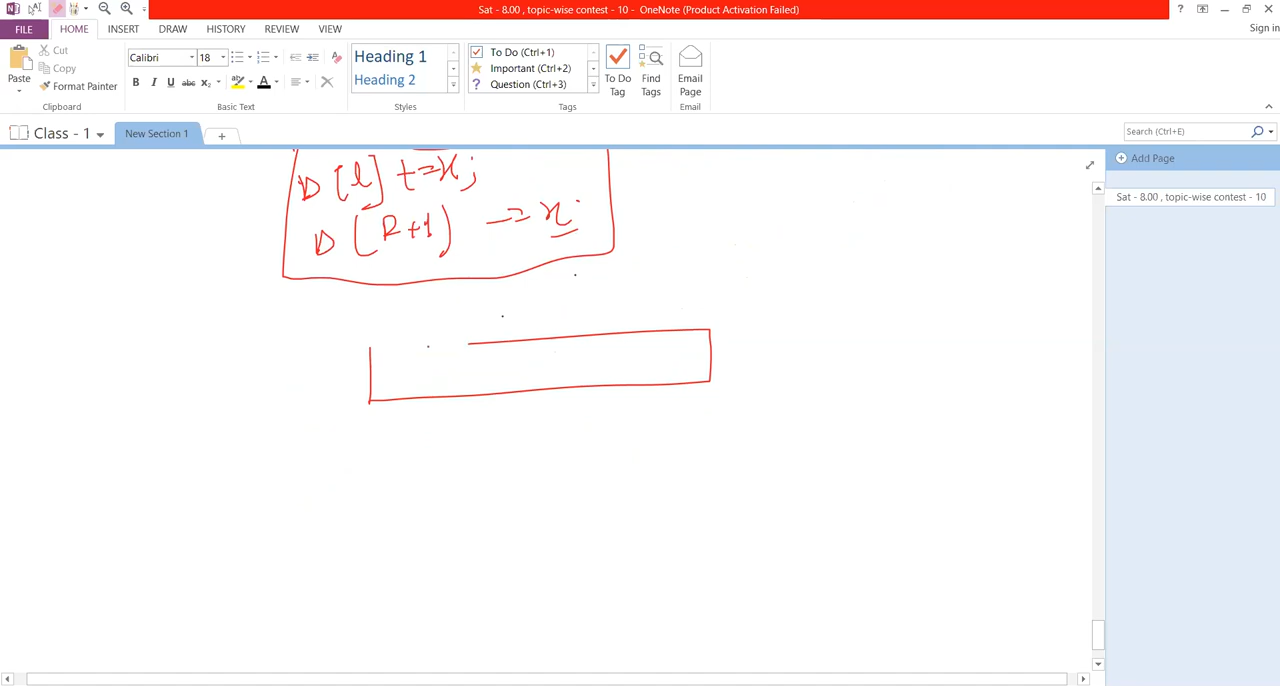 Sat - 8.00 , topic-wise contest - 10 - OneNote (Product Activation Failed)
FILE HOME INSERT DRAW HISTORY REVIEW VIEW Sign in
Paste
Cut
Copy
Format Painter
Clipboard
Calibri 18
B I U abc X₂ A
Basic Text
Heading 1
Heading 2
Styles
To Do (Ctrl+1)
Important (Ctrl+2)
Question (Ctrl+3)
To Do Tag
Find Tags
Tags
Email Page
Email
Class - 1 New Section 1
Search (Ctrl+E)
Add Page
Sat - 8.00 , topic-wise contest - 10
D [l] += x;
D [R+1] -= x;